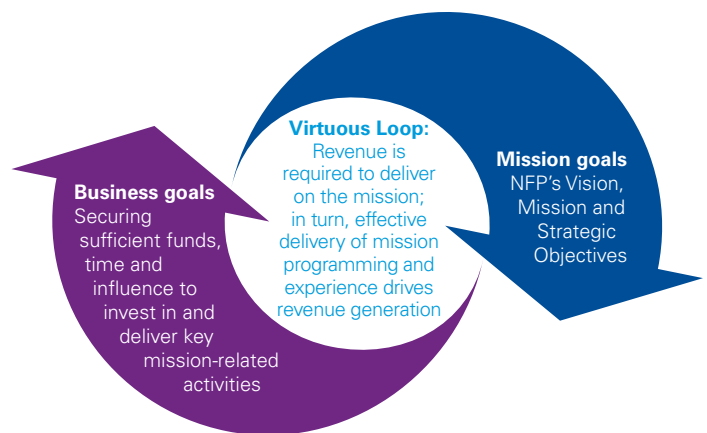 Virtuous Loop:
Revenue is
required to deliver
on the mission;
in turn, effective
delivery of mission
programming and
experience drives
revenue generation
Mission goals
NFP's Vision,
Mission and
Strategic
Objectives
Business goals
Securing
sufficient funds,
time and
influence to
invest in and
deliver key
mission-related
activities